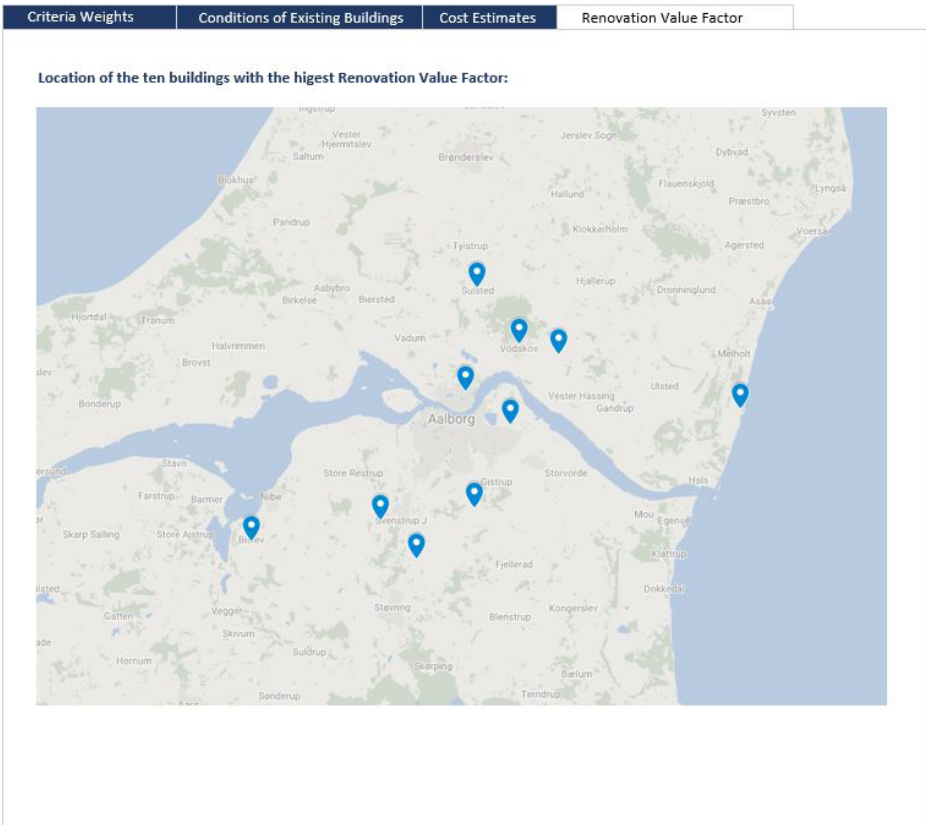 Criteria Weights Conditions of Existing Buildings Cost Estimates Renovation Value Factor
Location of the ten buildings with the higest Renovation Value Factor:
Syvsten
Vester
Hjermitslev
Jerslev Sogn
Saltum
Brønderslev
Dybvad
Blokhus
Flauenskjold
Lyngså
Hallund
Præstbro
Pandrup
Klokkerholm
Voerså
Tylstrup
Agersted
Aabybro
Sulsted
Hjallerup
Dronninglund
Birkelse
Biersted
Asaa
Hjortdal
Tranum
Vadum
Halvrimmen
Vodskov
Melholt
Brovst
Ulsted
Bonderup
Vester Hassing
Gandrup
Aalborg
Stavn
Store Restrup
Storvorde
Gistrup
Hals
Farstrup
Barmer
Nibe
Mou
Egense
Svenstrup J
Skarp Salling
Store Ajstrup
Klattrup
Fjellerad
Dokkedal
Støvring
Kongerslev
Gatten
Vegger
Blenstrup
Skivum
Suldrup
Hornum
Skørping
Bælum
Sønderup
Terndrup